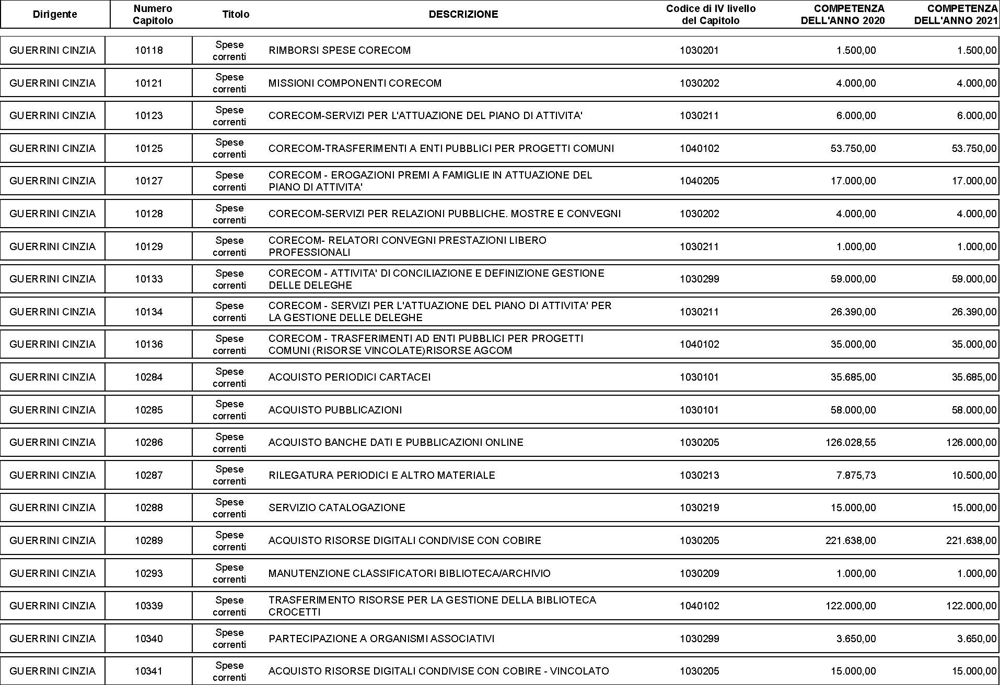 Dirigente Numero Capitolo Titolo DESCRIZIONE Codice di IV livello del Capitolo COMPETENZA DELL'ANNO 2020 COMPETENZA DELL'ANNO 2021
GUERRINI CINZIA 10118 Spese correnti RIMBORSI SPESE CORECOM 1030201 1.500,00 1.500,00
GUERRINI CINZIA 10121 Spese correnti MISSIONI COMPONENTI CORECOM 1030202 4.000,00 4.000,00
GUERRINI CINZIA 10123 Spese correnti CORECOM-SERVIZI PER L'ATTUAZIONE DEL PIANO DI ATTIVITA' 1030211 6.000,00 6.000,00
GUERRINI CINZIA 10125 Spese correnti CORECOM-TRASFERIMENTI A ENTI PUBBLICI PER PROGETTI COMUNI 1040102 53.750,00 53.750,00
GUERRINI CINZIA 10127 Spese correnti CORECOM - EROGAZIONI PREMI A FAMIGLIE IN ATTUAZIONE DEL PIANO DI ATTIVITA' 1040205 17.000,00 17.000,00
GUERRINI CINZIA 10128 Spese correnti CORECOM-SERVIZI PER RELAZIONI PUBBLICHE. MOSTRE E CONVEGNI 1030202 4.000,00 4.000,00
GUERRINI CINZIA 10129 Spese correnti CORECOM- RELATORI CONVEGNI PRESTAZIONI LIBERO PROFESSIONALI 1030211 1.000,00 1.000,00
GUERRINI CINZIA 10133 Spese correnti CORECOM - ATTIVITA' DI CONCILIAZIONE E DEFINIZIONE GESTIONE DELLE DELEGHE 1030299 59.000,00 59.000,00
GUERRINI CINZIA 10134 Spese correnti CORECOM - SERVIZI PER L'ATTUAZIONE DEL PIANO DI ATTIVITA' PER LA GESTIONE DELLE DELEGHE 1030211 26.390,00 26.390,00
GUERRINI CINZIA 10136 Spese correnti CORECOM - TRASFERIMENTI AD ENTI PUBBLICI PER PROGETTI COMUNI (RISORSE VINCOLATE)RISORSE AGCOM 1040102 35.000,00 35.000,00
GUERRINI CINZIA 10284 Spese correnti ACQUISTO PERIODICI CARTACEI 1030101 35.685,00 35.685,00
GUERRINI CINZIA 10285 Spese correnti ACQUISTO PUBBLICAZIONI 1030101 58.000,00 58.000,00
GUERRINI CINZIA 10286 Spese correnti ACQUISTO BANCHE DATI E PUBBLICAZIONI ONLINE 1030205 126.028,55 126.000,00
GUERRINI CINZIA 10287 Spese correnti RILEGATURA PERIODICI E ALTRO MATERIALE 1030213 7.875,73 10.500,00
GUERRINI CINZIA 10288 Spese correnti SERVIZIO CATALOGAZIONE 1030219 15.000,00 15.000,00
GUERRINI CINZIA 10289 Spese correnti ACQUISTO RISORSE DIGITALI CONDIVISE CON COBIRE 1030205 221.638,00 221.638,00
GUERRINI CINZIA 10293 Spese correnti MANUTENZIONE CLASSIFICATORI BIBLIOTECA/ARCHIVIO 1030209 1.000,00 1.000,00
GUERRINI CINZIA 10339 Spese correnti TRASFERIMENTO RISORSE PER LA GESTIONE DELLA BIBLIOTECA CROCETTI 1040102 122.000,00 122.000,00
GUERRINI CINZIA 10340 Spese correnti PARTECIPAZIONE A ORGANISMI ASSOCIATIVI 1030299 3.650,00 3.650,00
GUERRINI CINZIA 10341 Spese correnti ACQUISTO RISORSE DIGITALI CONDIVISE CON COBIRE - VINCOLATO 1030205 15.000,00 15.000,00